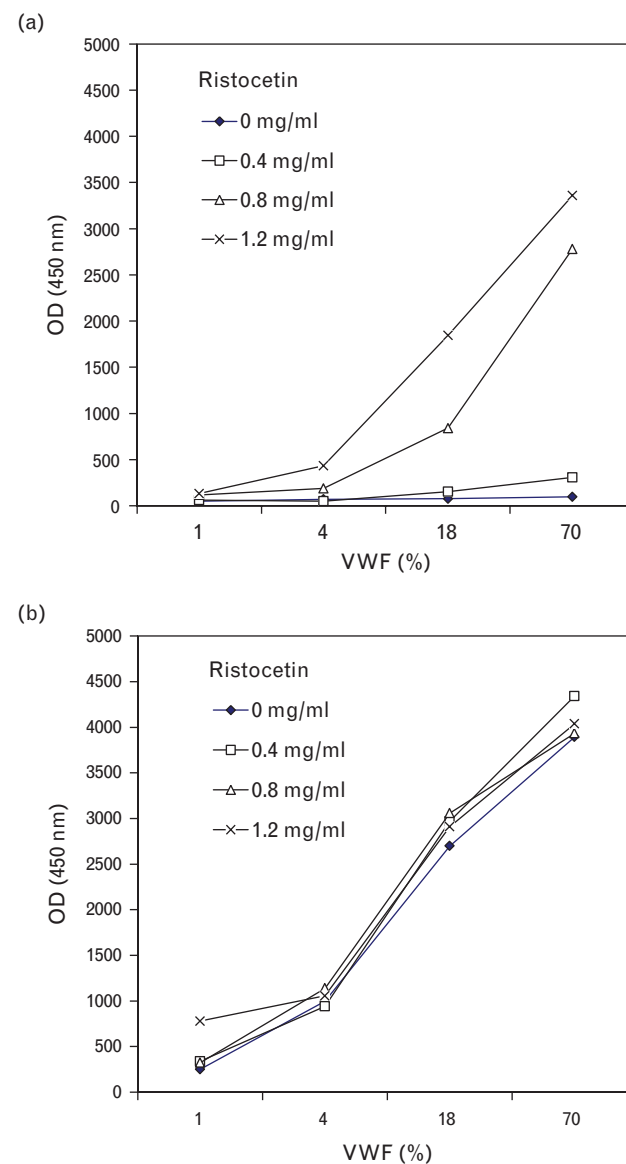 (a)
5000
4500
4000
3500
3000
2500
2000
1500
1000
500
0
OD (450 nm)
Ristocetin
0 mg/ml
0.4 mg/ml
0.8 mg/ml
1.2 mg/ml
1 4 18 70
VWF (%)
(b)
5000
4500
4000
3500
3000
2500
2000
1500
1000
500
0
OD (450 nm)
Ristocetin
0 mg/ml
0.4 mg/ml
0.8 mg/ml
1.2 mg/ml
1 4 18 70
VWF (%)